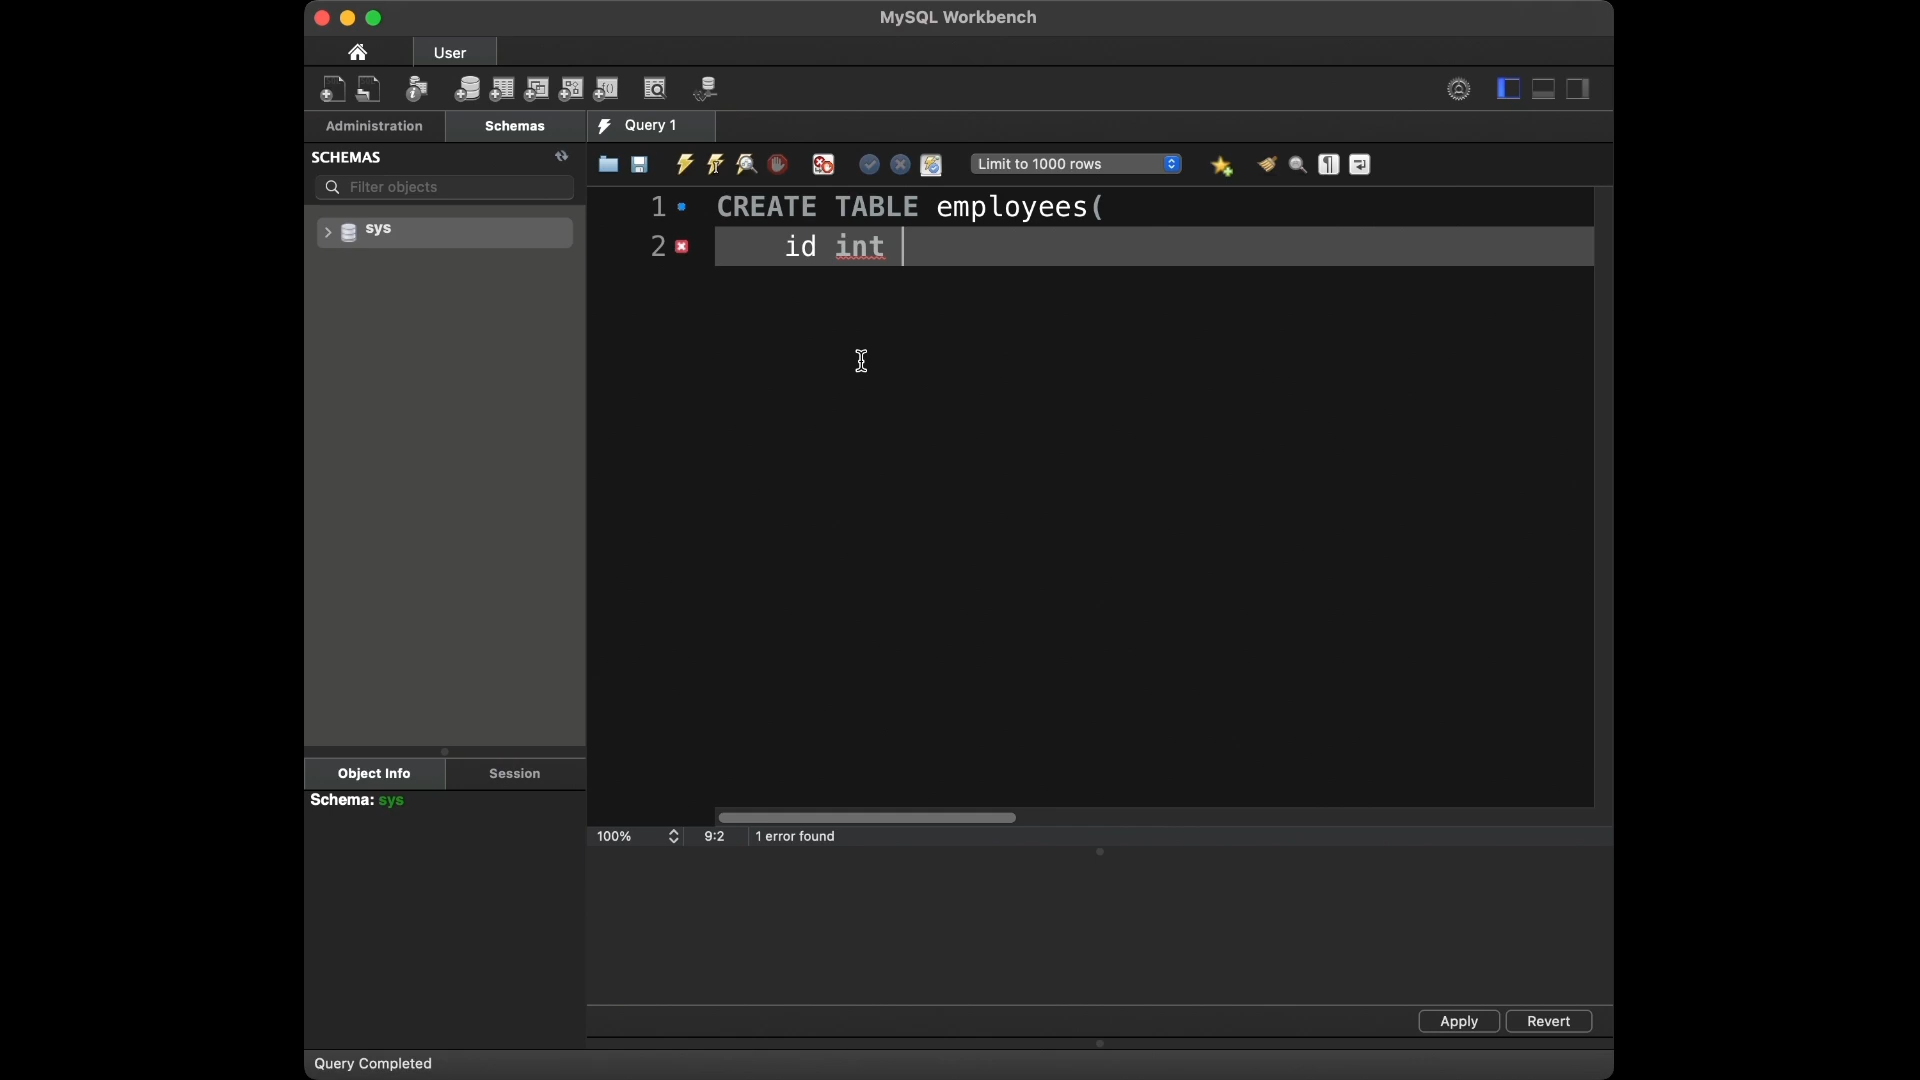 MySQL Workbench
User
Administration
Schemas
Query 1
SCHEMAS
Filter objects
Limit to 1000 rows
sys
1 CREATE TABLE employees(
2 id int
Object Info
Session
Schema: sys
100%
9:2
1 error found
Apply
Revert
Query Completed